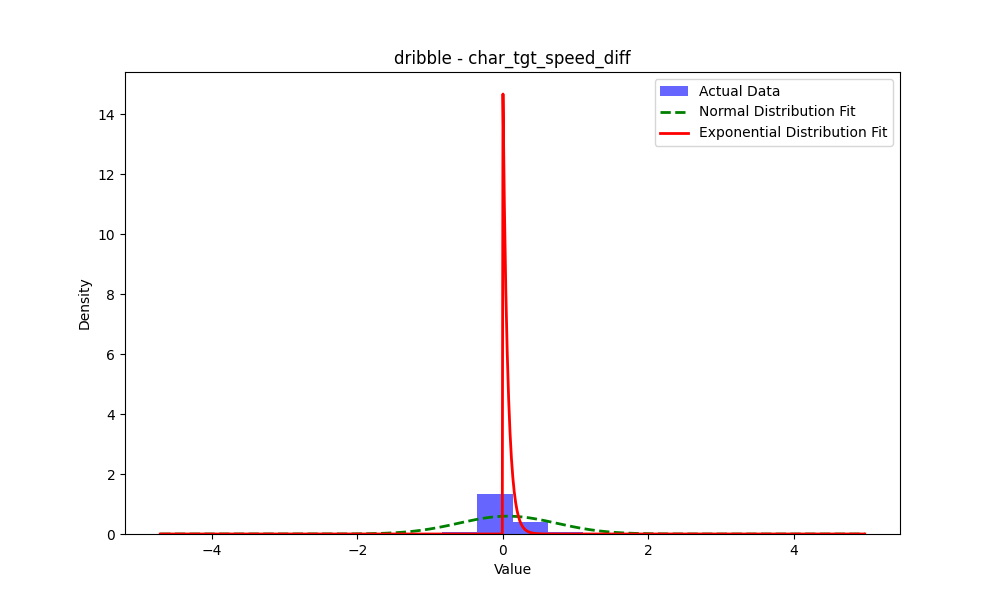 dribble - char_tgt_speed_diff
Actual Data
Normal Distribution Fit
Exponential Distribution Fit
14
12
10
8
6
4
2
0
Density
−4
−2
0
2
4
Value